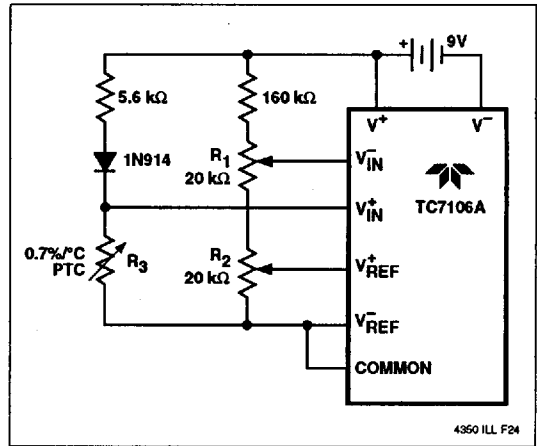 + 9V
5.6 kΩ
160 kΩ
V+
V−
1N914
R1
20 kΩ
V−IN
V+IN
TC7106A
0.7%/°C
PTC
R3
R2
20 kΩ
V+REF
V−REF
COMMON
4350 ILL F24